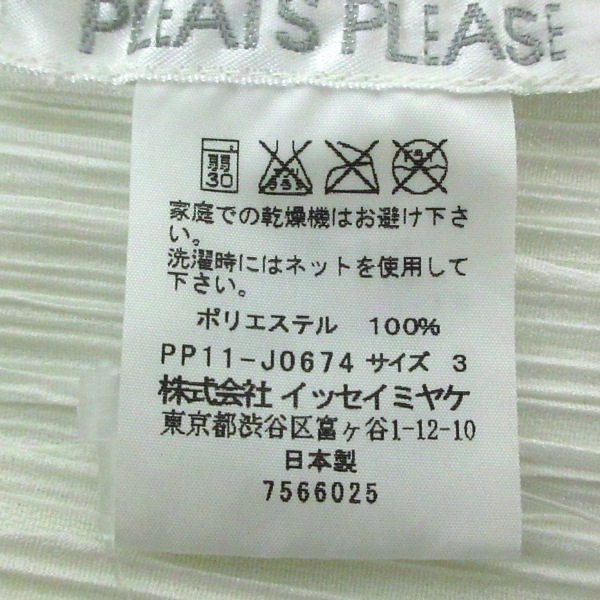 PLEATS PLEASE
弱
30
家庭での乾燥機はお避け下さ
い。
洗濯時にはネットを使用して
下さい。
ポリエステル 100%
PP11-J0674 サイズ 3
株式会社 イッセイミヤケ
東京都渋谷区富ヶ谷1-12-10
日本製
7566025